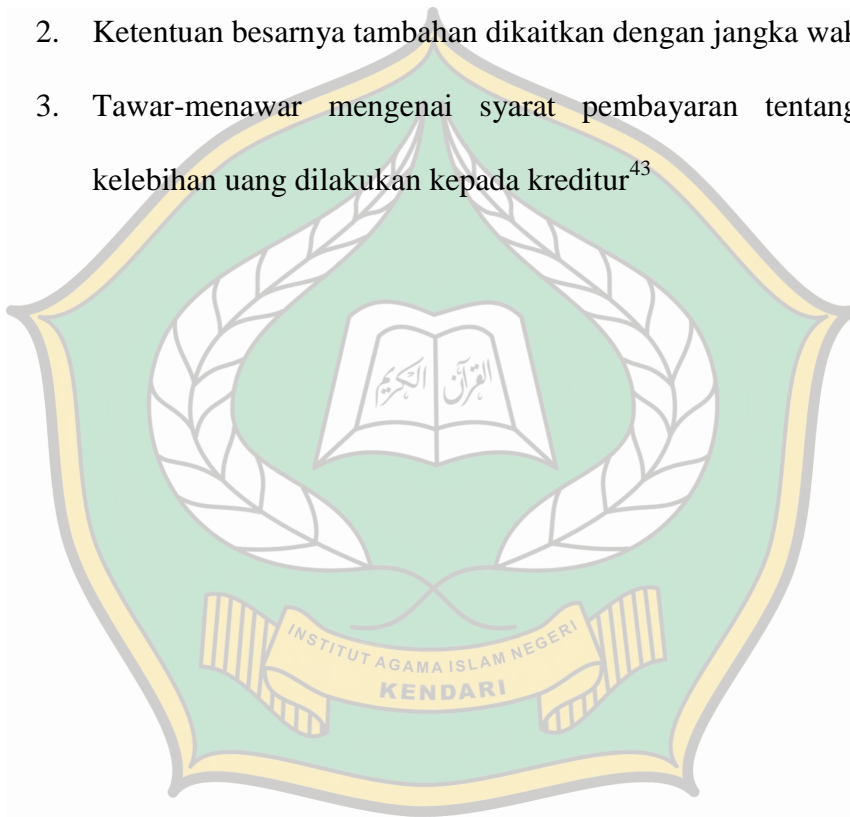 2. Ketentuan besarnya tambahan dikaitkan dengan jangka
3. Tawar-menawar mengenai syarat pembayaran tentang
kelebihan uang dilakukan kepada kreditur⁴³
القرآن الكريم
INSTITUT AGAMA ISLAM NEGERI
KENDARI